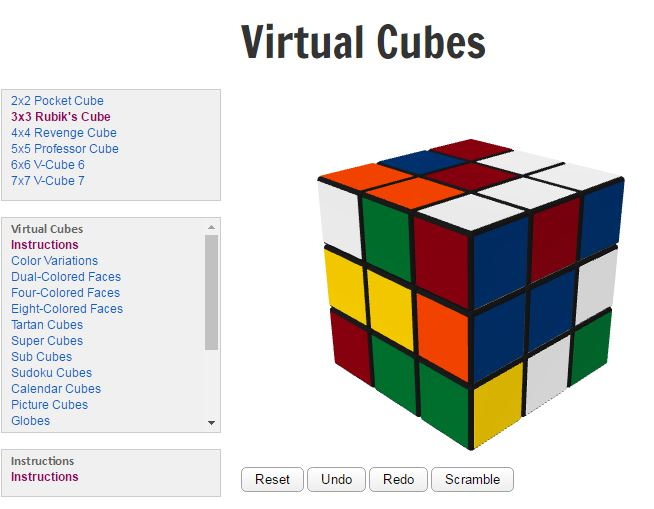 Virtual Cubes
2x2 Pocket Cube
3x3 Rubik's Cube
4x4 Revenge Cube
5x5 Professor Cube
6x6 V-Cube 6
7x7 V-Cube 7
Virtual Cubes
Instructions
Color Variations
Dual-Colored Faces
Four-Colored Faces
Eight-Colored Faces
Tartan Cubes
Super Cubes
Sub Cubes
Sudoku Cubes
Calendar Cubes
Picture Cubes
Globes
Instructions
Instructions
Reset Undo Redo Scramble